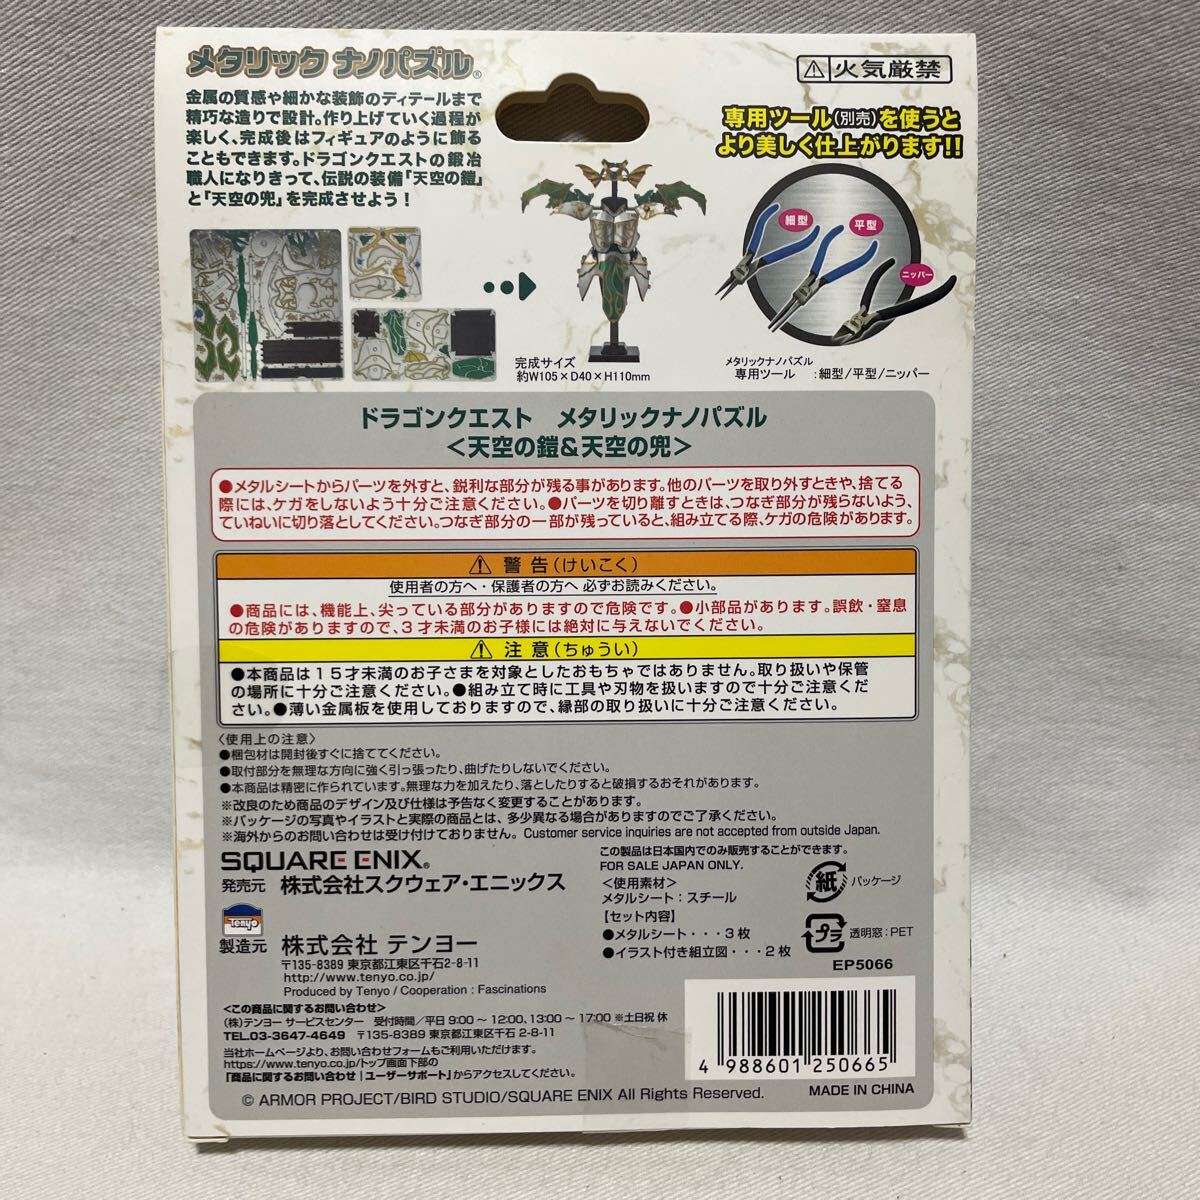 メタリック ナノパズル®
金属の質感や細かな装飾のディテールまで
精巧な造りで設計。作り上げていく過程が
楽しく、完成後はフィギュアのように飾る
こともできます。ドラゴンクエストの鍛冶
職人になりきって、伝説の装備「天空の鎧」
と「天空の兜」を完成させよう!
⚠火気厳禁
専用ツール(別売)を使うと
より美しく仕上がります!!
細型
平型
ニッパー
完成サイズ
約W105×D40×H110mm
メタリックナノパズル
専用ツール :細型/平型/ニッパー
ドラゴンクエスト メタリックナノパズル
<天空の鎧&天空の兜>
●メタルシートからパーツを外すと、鋭利な部分が残る事があります。他のパーツを取り外すときや、捨てる
際には、ケガをしないよう十分ご注意ください。●パーツを切り離すときは、つなぎ部分が残らないよう、
ていねいに切り落としてください。つなぎ部分の一部が残っていると、組み立てる際、ケガの危険があります。
⚠ 警告(けいこく)
使用者の方へ・保護者の方へ 必ずお読みください。
●商品には、機能上、尖っている部分がありますので危険です。●小部品があります。誤飲・窒息
の危険がありますので、3才未満のお子様には絶対に与えないでください。
⚠ 注意(ちゅうい)
●本商品は15才未満のお子さまを対象としたおもちゃではありません。取り扱いや保管
の場所に十分ご注意ください。●組み立て時に工具や刃物を扱いますので十分ご注意くだ
さい。●薄い金属板を使用しておりますので、縁部の取り扱いに十分ご注意ください。
〈使用上の注意〉
●梱包材は開封後すぐに捨ててください。
●取付部分を無理な方向に強く引っ張ったり、曲げたりしないでください。
●本商品は精密に作られています。無理な力を加えたり、落としたりすると破損するおそれがあります。
※改良のため商品のデザイン及び仕様は予告なく変更することがあります。
※パッケージの写真やイラストと実際の商品とは、多少異なる場合がありますのでご了承ください。
※海外からのお問い合わせは受け付けておりません。 Customer service inquiries are not accepted from outside Japan.
SQUARE ENIX®
発売元 株式会社スクウェア・エニックス
Tenyo
製造元 株式会社 テンヨー
〒135-8389 東京都江東区千石2-8-11
http://www.tenyo.co.jp/
Produced by Tenyo / Cooperation : Fascinations
この製品は日本国内でのみ販売することができます。
FOR SALE JAPAN ONLY.
<使用素材>
メタルシート：スチール
【セット内容】
●メタルシート・・・3枚
●イラスト付き組立図・・・2枚
紙 パッケージ
プラ 透明窓：PET
EP5066
4 988601 250665
<この商品に関するお問い合わせ>
(株)テンヨー サービスセンター 受付時間／平日 9:00～12:00、13:00～17:00 ※土日祝 休
TEL.03-3647-4649 〒135-8389 東京都江東区千石 2-8-11
当社ホームページより、お問い合わせフォームもご利用いただけます。
https://www.tenyo.co.jp/トップ画面下部の
「商品に関するお問い合わせ | ユーザーサポート」からアクセスしてください。
© ARMOR PROJECT/BIRD STUDIO/SQUARE ENIX All Rights Reserved.
MADE IN CHINA